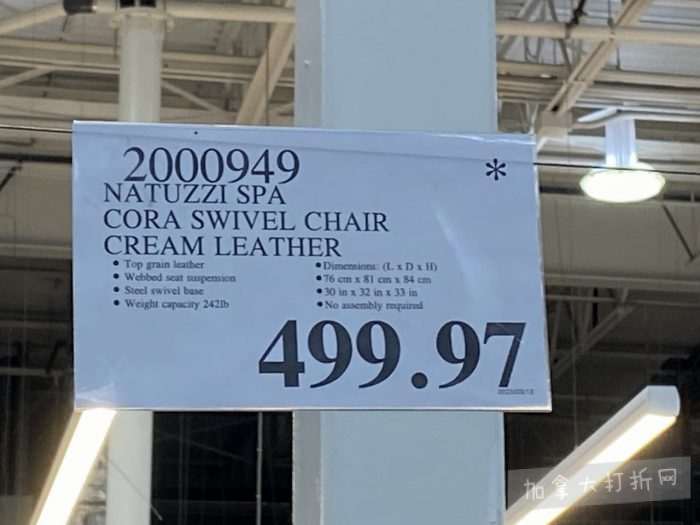 2000949 *
NATUZZI SPA
CORA SWIVEL CHAIR
CREAM LEATHER
• Top grain leather
• Webbed seat suspension
• Steel swivel base
• Weight capacity 242lb
• Dimensions: (L x D x H)
• 76 cm x 81 cm x 84 cm
• 30 in x 32 in x 33 in
• No assembly required
499.97
加拿大打折网